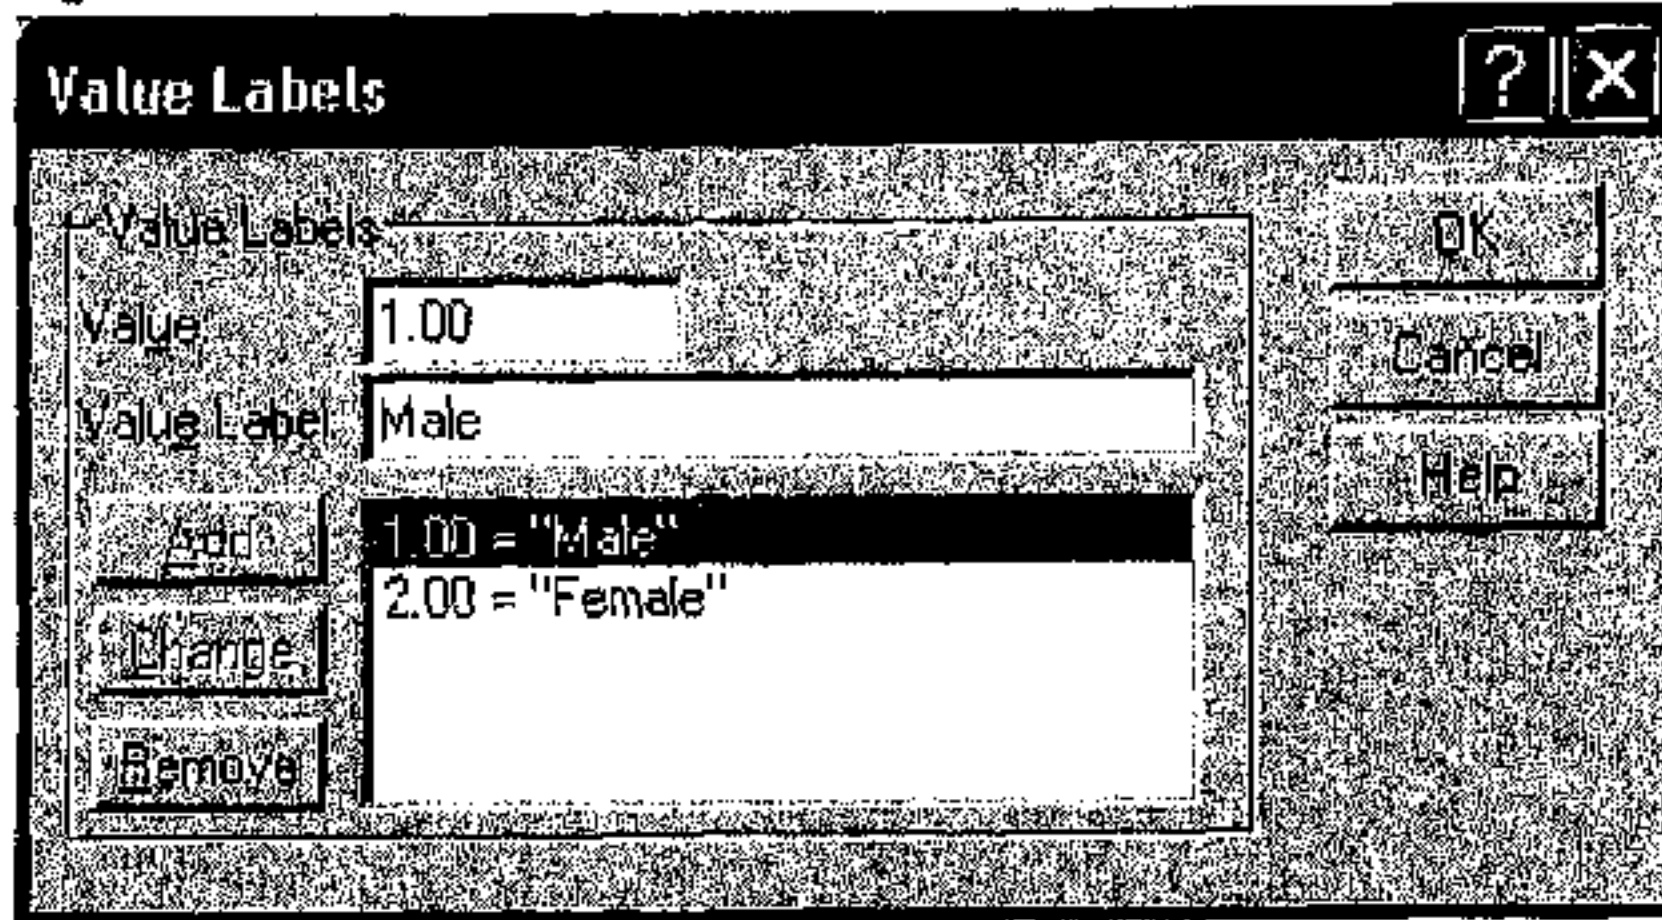 Value Labels
? X
Value Labels
Value 1.00
Value Label Male
1.00 = "Male"
2.00 = "Female"
Add
Change
Remove
OK
Cancel
Help